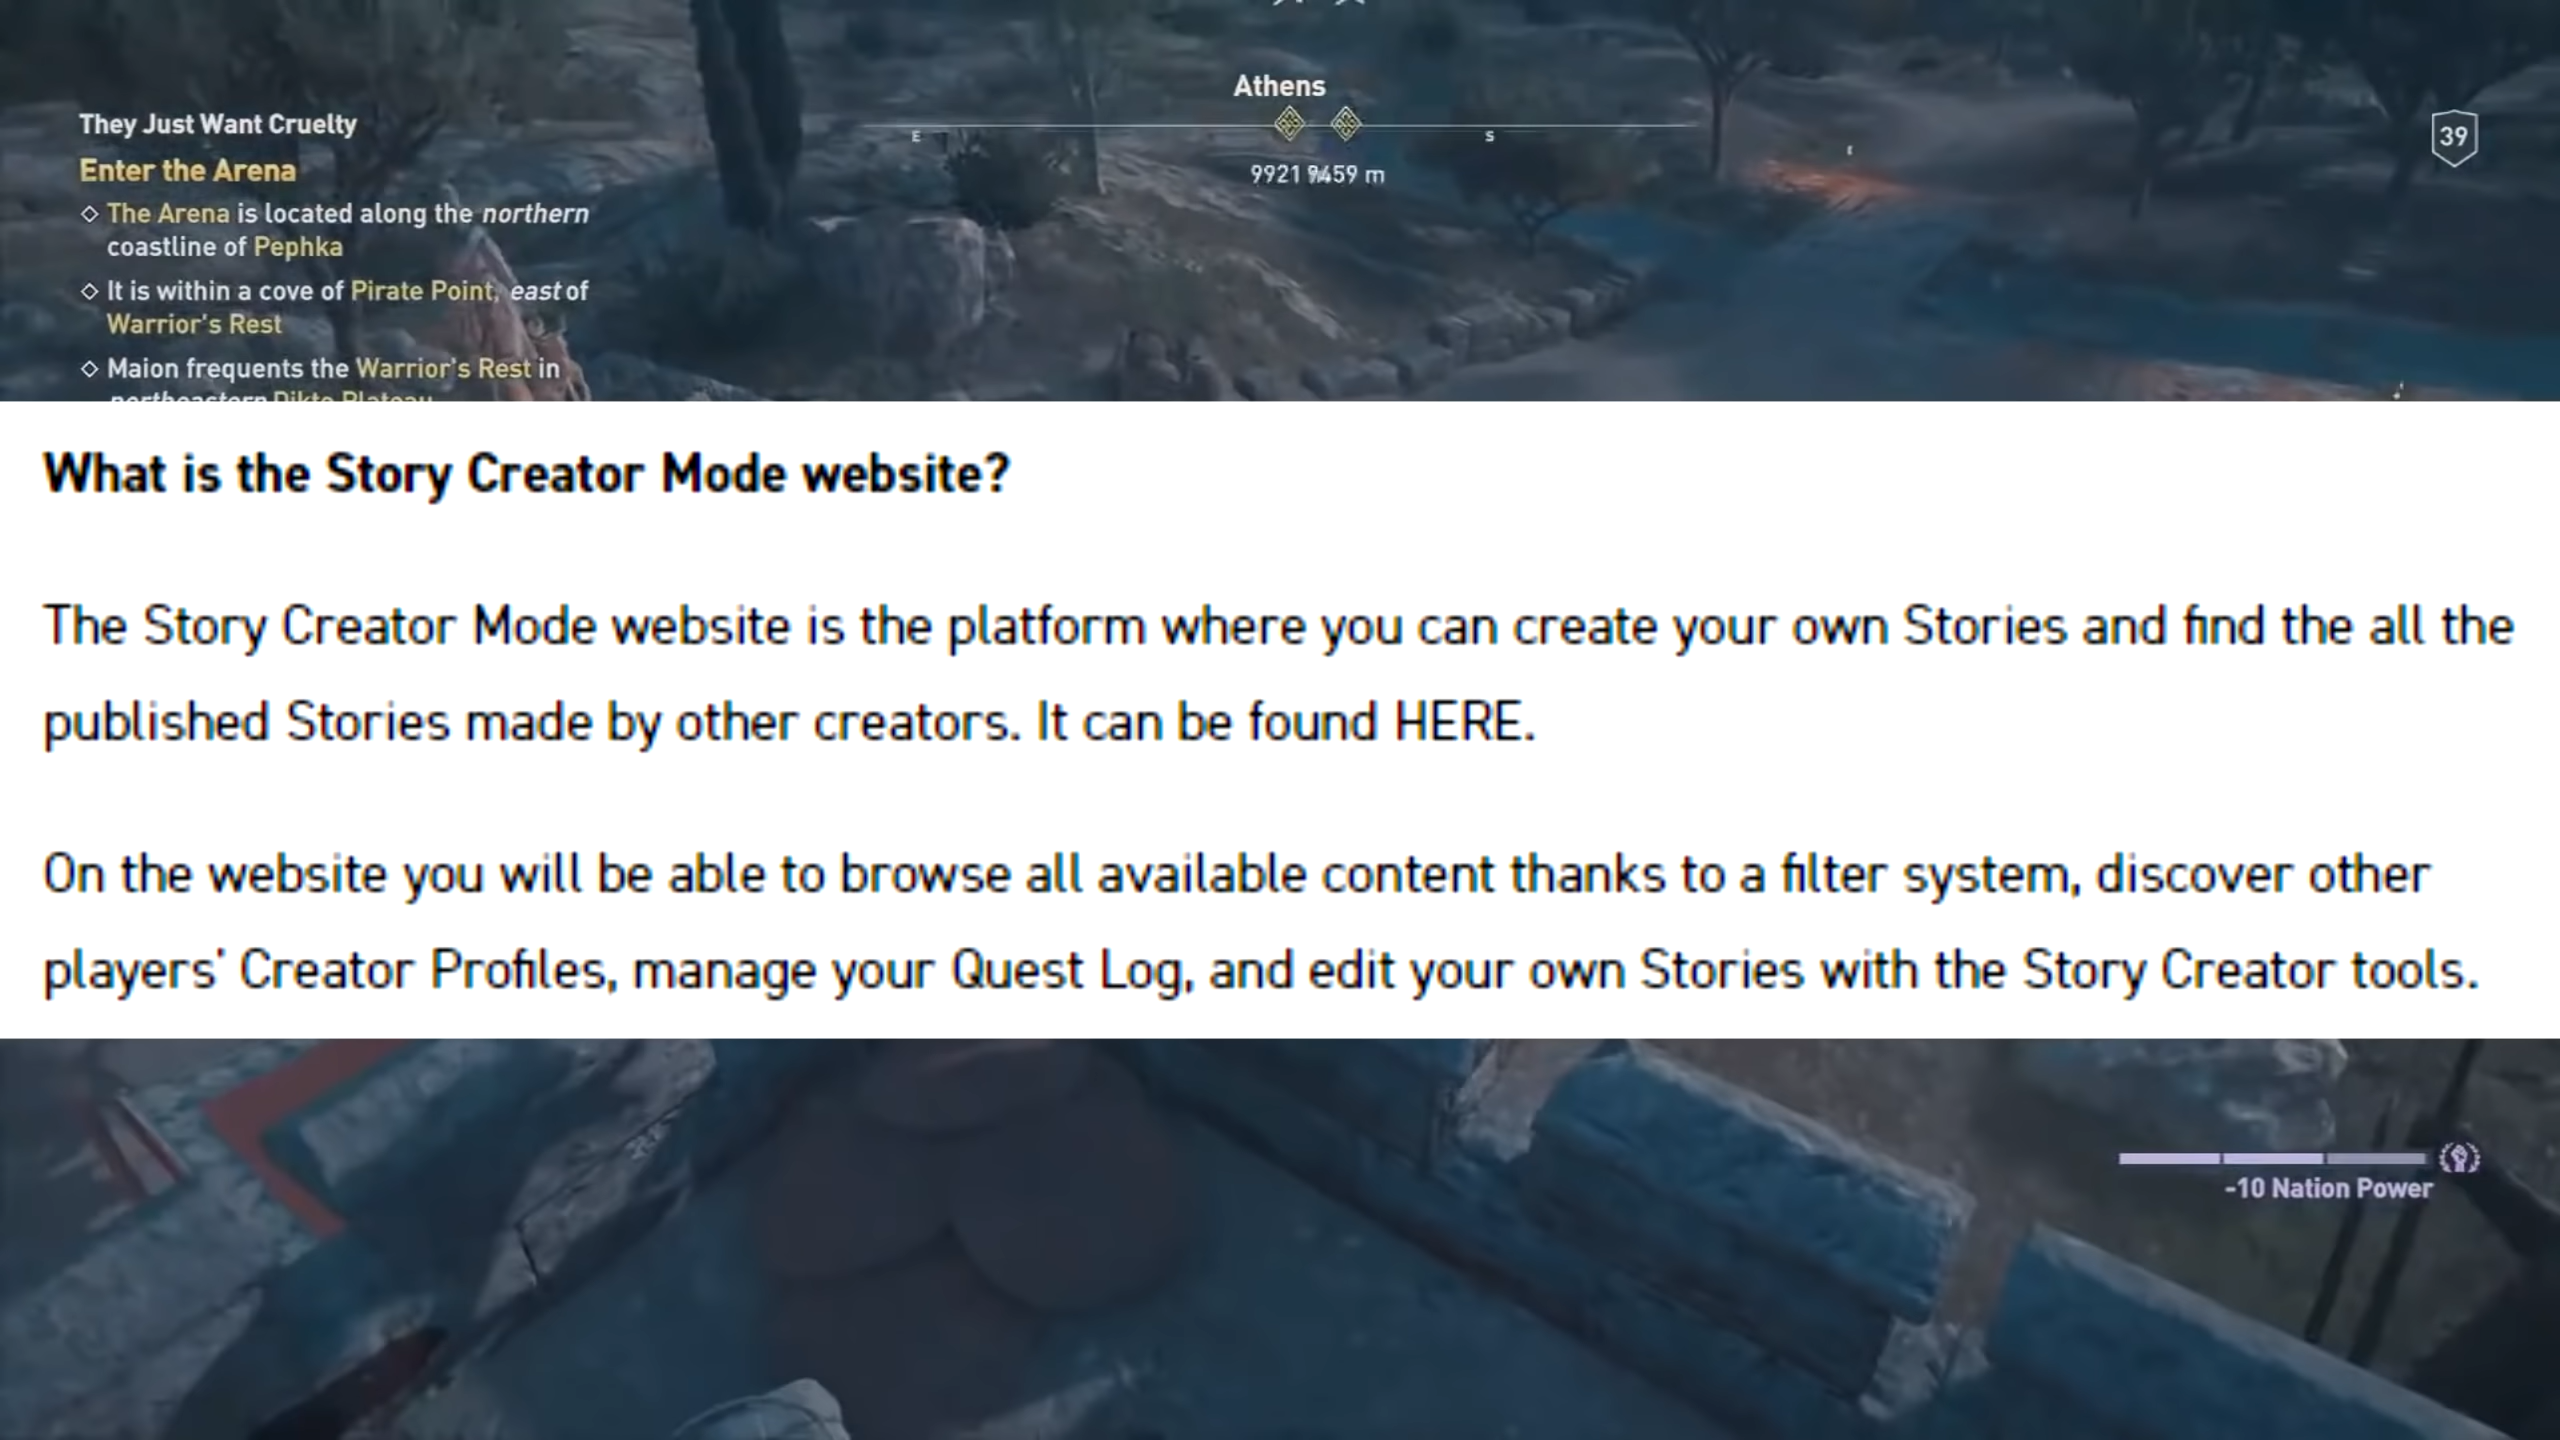 Athens
They Just Want Cruelty
E
S
39
Enter the Arena
9921
9459 m
The Arena is located along the northern
coastline of Pephka
It is within a cove of Pirate Point, east of
Warrior's Rest
Maion frequents the Warrior's Rest in
northeastern Dikte Plateau
What is the Story Creator Mode website?
The Story Creator Mode website is the platform where you can create your own Stories and find the all the
published Stories made by other creators. It can be found HERE.
On the website you will be able to browse all available content thanks to a filter system, discover other
players' Creator Profiles, manage your Quest Log, and edit your own Stories with the Story Creator tools.
-10 Nation Power